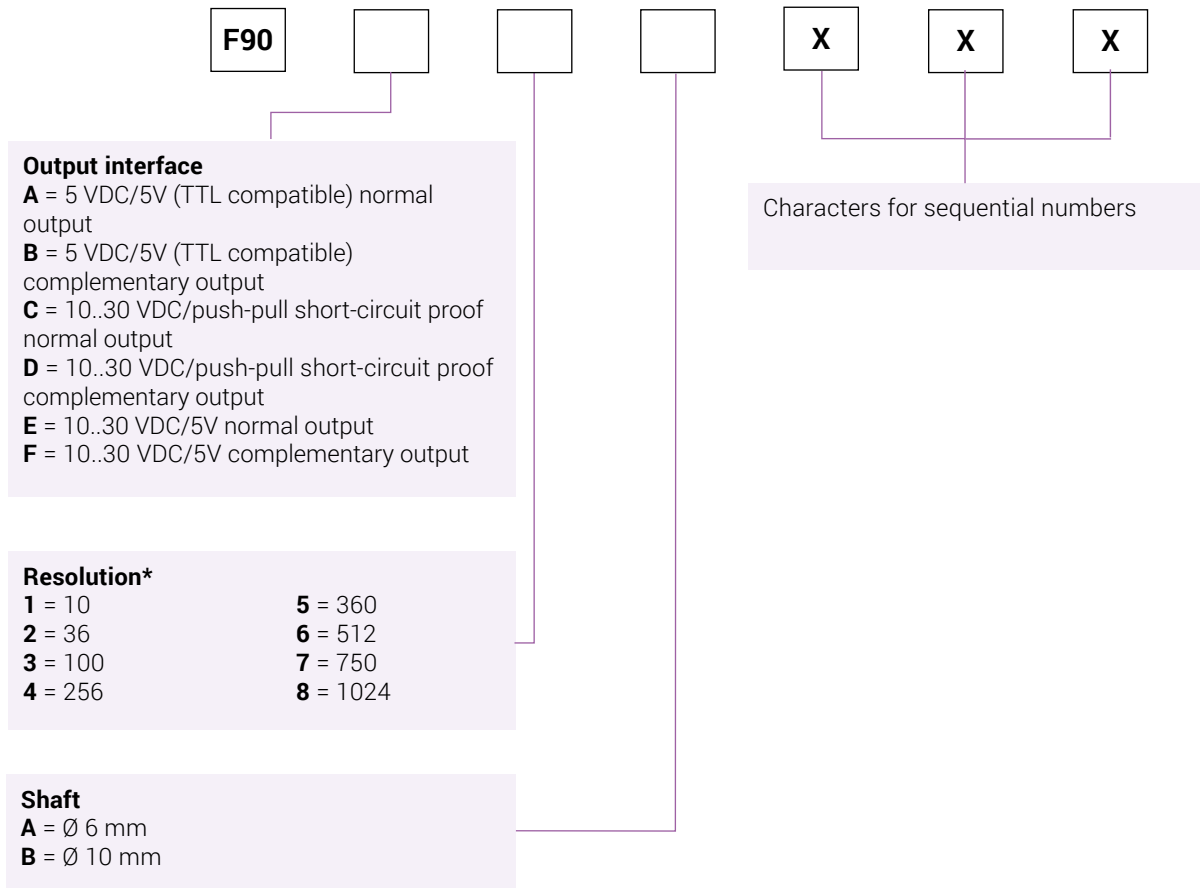 F90
X
X
X
Output interface
A = 5 VDC/5V (TTL compatible) normal
output
B = 5 VDC/5V (TTL compatible)
complementary output
C = 10..30 VDC/push-pull short-circuit proof
normal output
D = 10..30 VDC/push-pull short-circuit proof
complementary output
E = 10..30 VDC/5V normal output
F = 10..30 VDC/5V complementary output
Characters for sequential numbers
Resolution*
1 = 10
2 = 36
3 = 100
4 = 256
5 = 360
6 = 512
7 = 750
8 = 1024
Shaft
A = Ø 6 mm
B = Ø 10 mm